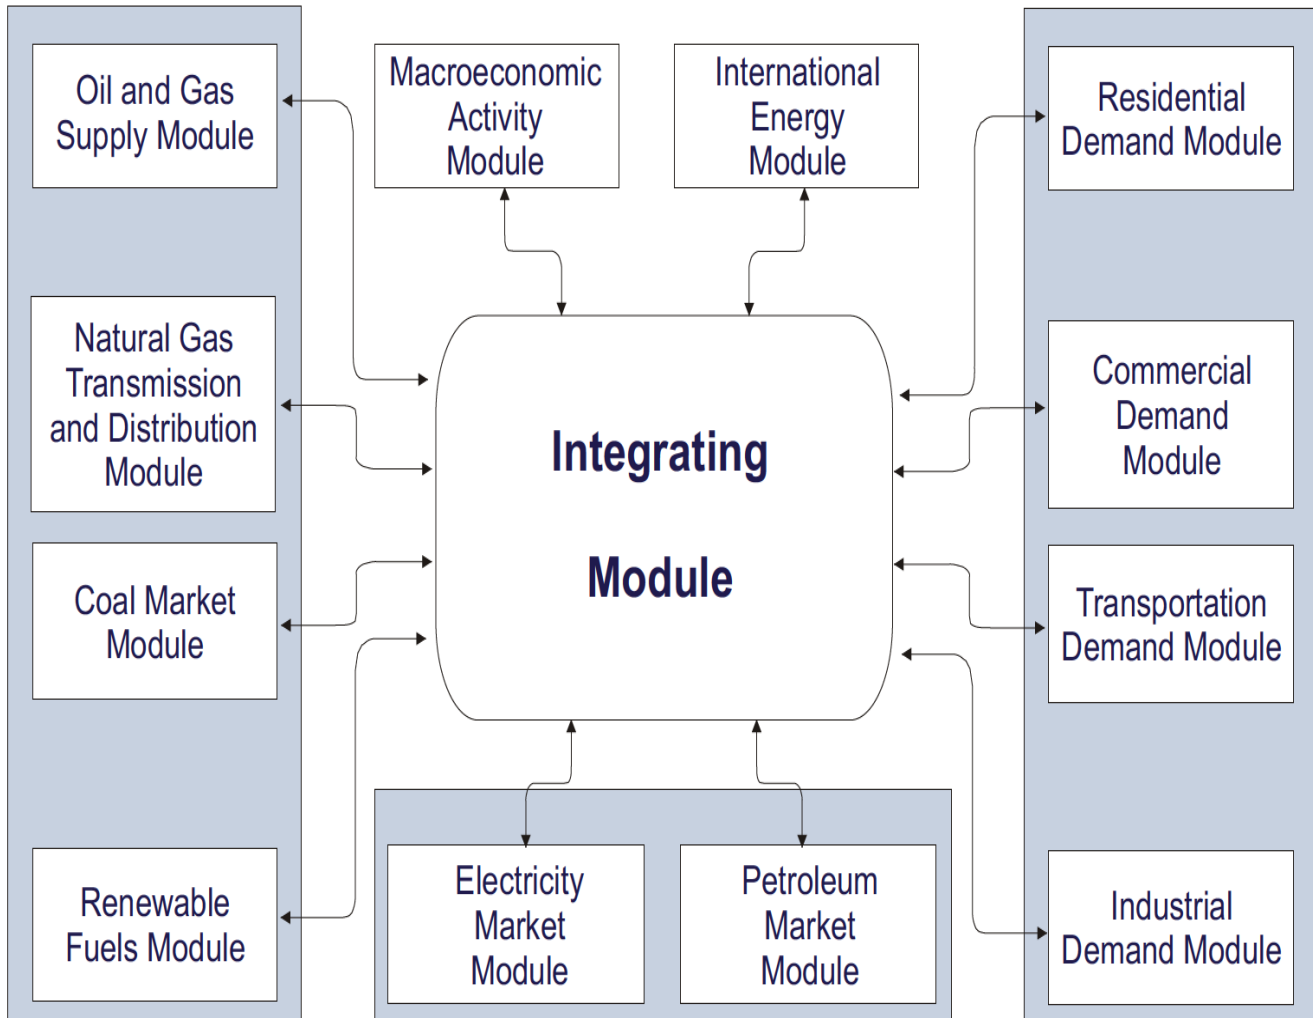 Oil and Gas
Supply Module
Macroeconomic
Activity
Module
International
Energy
Module
Residential
Demand Module
Natural Gas
Transmission
and Distribution
Module
Integrating
Module
Commercial
Demand
Module
Coal Market
Module
Transportation
Demand Module
Renewable
Fuels Module
Electricity
Market
Module
Petroleum
Market
Module
Industrial
Demand Module